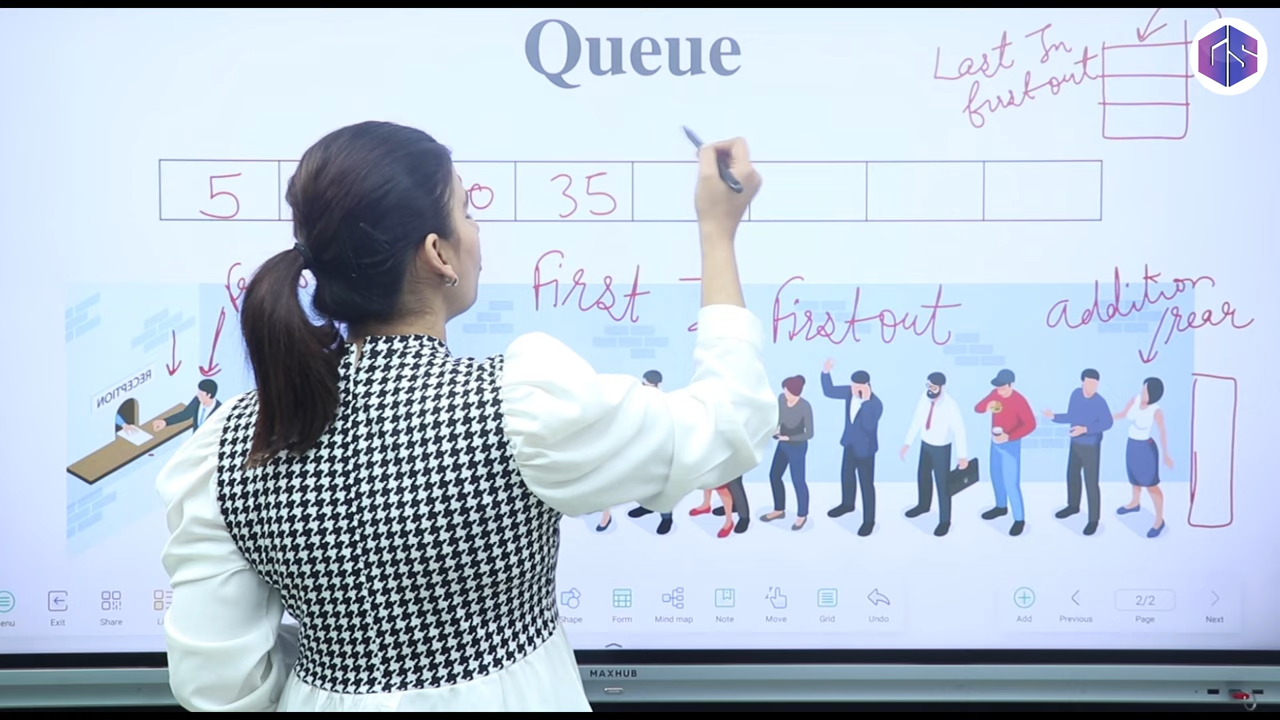 Queue
Last In
first out
5
35
First
First out
addition
rear
RECEPTION
Exit
Share
Shape
Form
Mind map
Note
Move
Grid
Undo
Add
Previous
2/2
Page
Next
MAXHUB